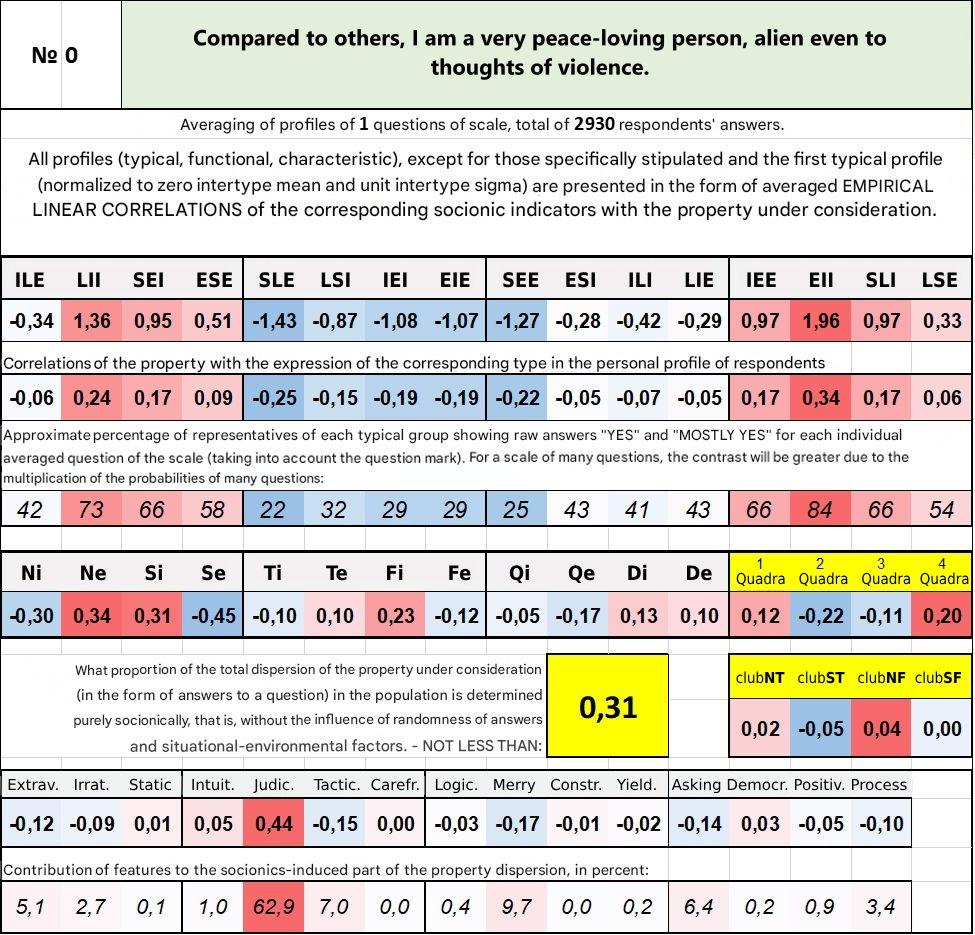 № 0
Compared to others, I am a very peace-loving person, alien even to
thoughts of violence.
Averaging of profiles of 1 questions of scale, total of 2930 respondents' answers.
All profiles (typical, functional, characteristic), except for those specifically stipulated and the first typical profile
(normalized to zero intertype mean and unit intertype sigma) are presented in the form of averaged EMPIRICAL
LINEAR CORRELATIONS of the corresponding socionic indicators with the property under consideration.
ILE LII SEI ESE SLE LSI IEI EIE SEE ESI ILI LIE IEE EII SLI LSE
-0,34 1,36 0,95 0,51 -1,43 -0,87 -1,08 -1,07 -1,27 -0,28 -0,42 -0,29 0,97 1,96 0,97 0,33
Correlations of the property with the expression of the corresponding type in the personal profile of respondents
-0,06 0,24 0,17 0,09 -0,25 -0,15 -0,19 -0,19 -0,22 -0,05 -0,07 -0,05 0,17 0,34 0,17 0,06
Approximate percentage of representatives of each typical group showing raw answers "YES" and "MOSTLY YES" for each individual
averaged question of the scale (taking into account the question mark). For a scale of many questions, the contrast will be greater due to the
multiplication of the probabilities of many questions:
42 73 66 58 22 32 29 29 25 43 41 43 66 84 66 54
Ni Ne Si Se Ti Te Fi Fe Qi Qe Di De 1 Quadra 2 Quadra 3 Quadra 4 Quadra
-0,30 0,34 0,31 -0,45 -0,10 0,10 0,23 -0,12 -0,05 -0,17 0,13 0,10 0,12 -0,22 -0,11 0,20
What proportion of the total dispersion of the property under consideration
(in the form of answers to a question) in the population is determined
purely socionically, that is, without the influence of randomness of answers
and situational-environmental factors. - NOT LESS THAN:
0,31
clubNT clubST clubNF clubSF
0,02 -0,05 0,04 0,00
Extrav. Irrat. Static Intuit. Judic. Tactic. Carefr. Logic. Merry Constr. Yield. Asking Democr. Positiv. Process
-0,12 -0,09 0,01 0,05 0,44 -0,15 0,00 -0,03 -0,17 -0,01 -0,02 -0,14 0,03 -0,05 -0,10
Contribution of features to the socionics-induced part of the property dispersion, in percent:
5,1 2,7 0,1 1,0 62,9 7,0 0,0 0,4 9,7 0,0 0,2 6,4 0,2 0,9 3,4